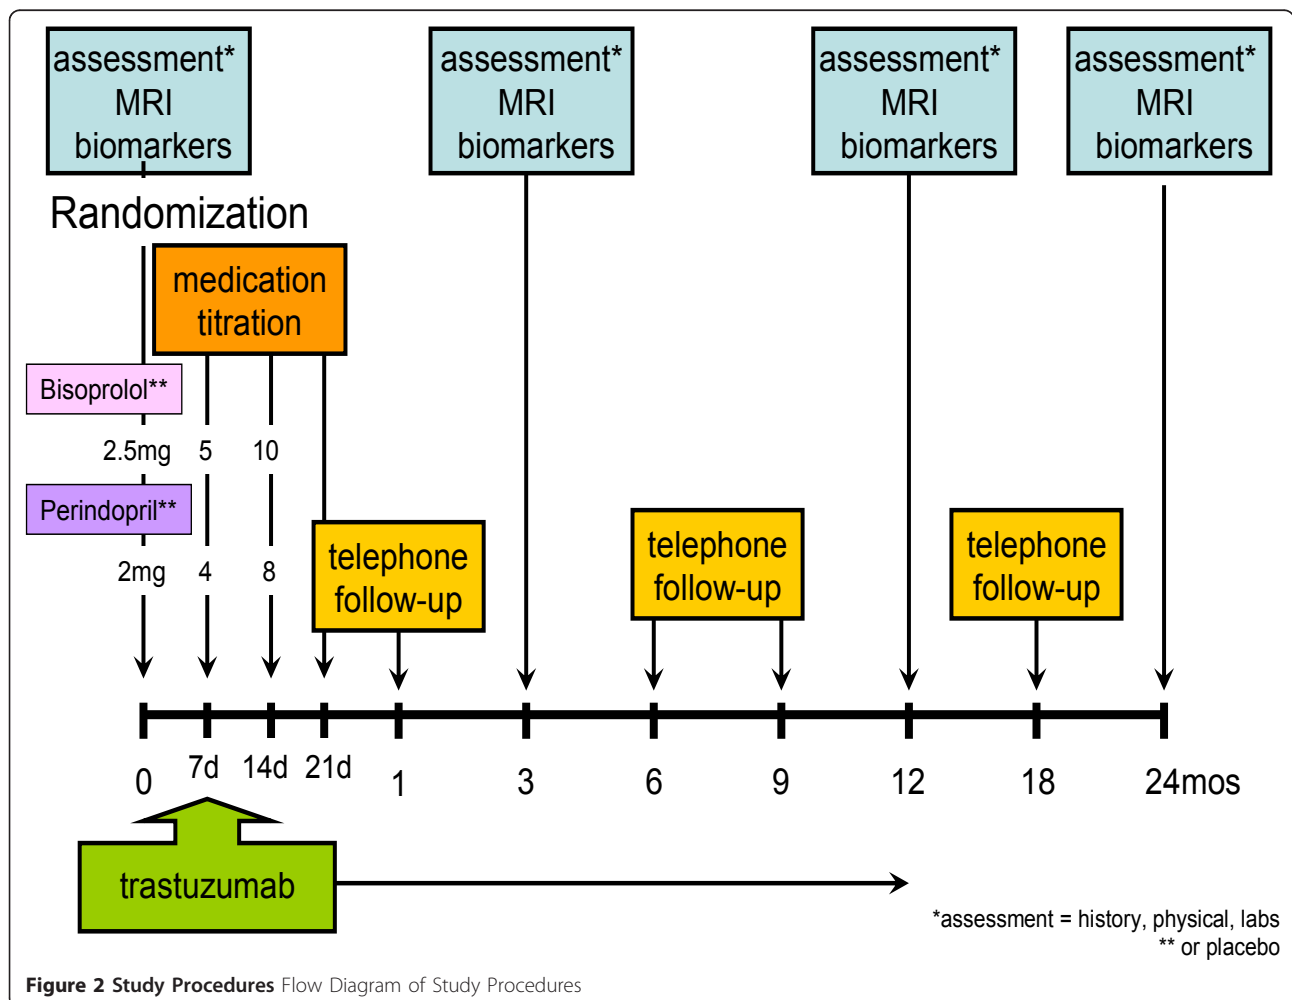 assessment*
MRI
biomarkers
assessment*
MRI
biomarkers
assessment*
MRI
biomarkers
assessment*
MRI
biomarkers
Randomization
medication
titration
Bisoprolol**
2.5mg 5 10
Perindopril**
2mg 4 8
telephone
follow-up
telephone
follow-up
telephone
follow-up
0 7d 14d 21d 1 3 6 9 12 18 24mos
trastuzumab
*assessment = history, physical, labs
** or placebo
Figure 2 Study Procedures Flow Diagram of Study Procedures